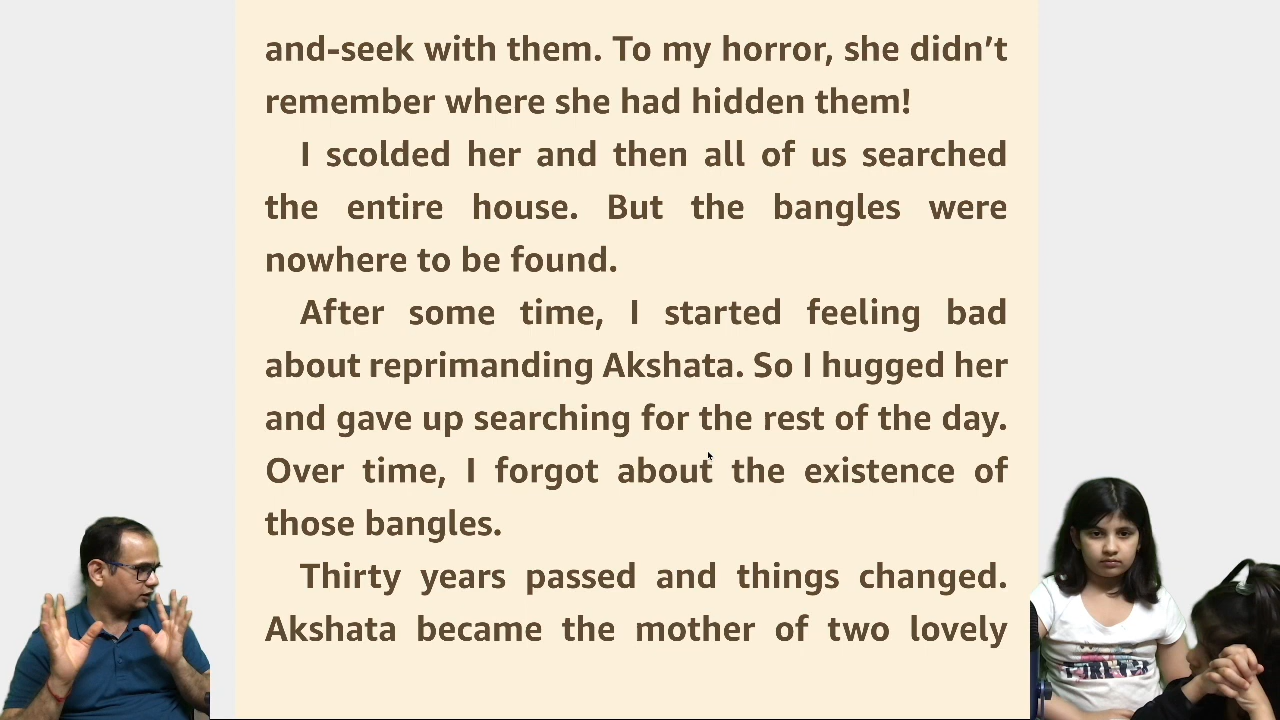 and-seek with them. To my horror, she didn’t
remember where she had hidden them!
I scolded her and then all of us searched
the entire house. But the bangles were
nowhere to be found.
After some time, I started feeling bad
about reprimanding Akshata. So I hugged her
and gave up searching for the rest of the day.
Over time, I forgot about the existence of
those bangles.
Thirty years passed and things changed.
Akshata became the mother of two lovely